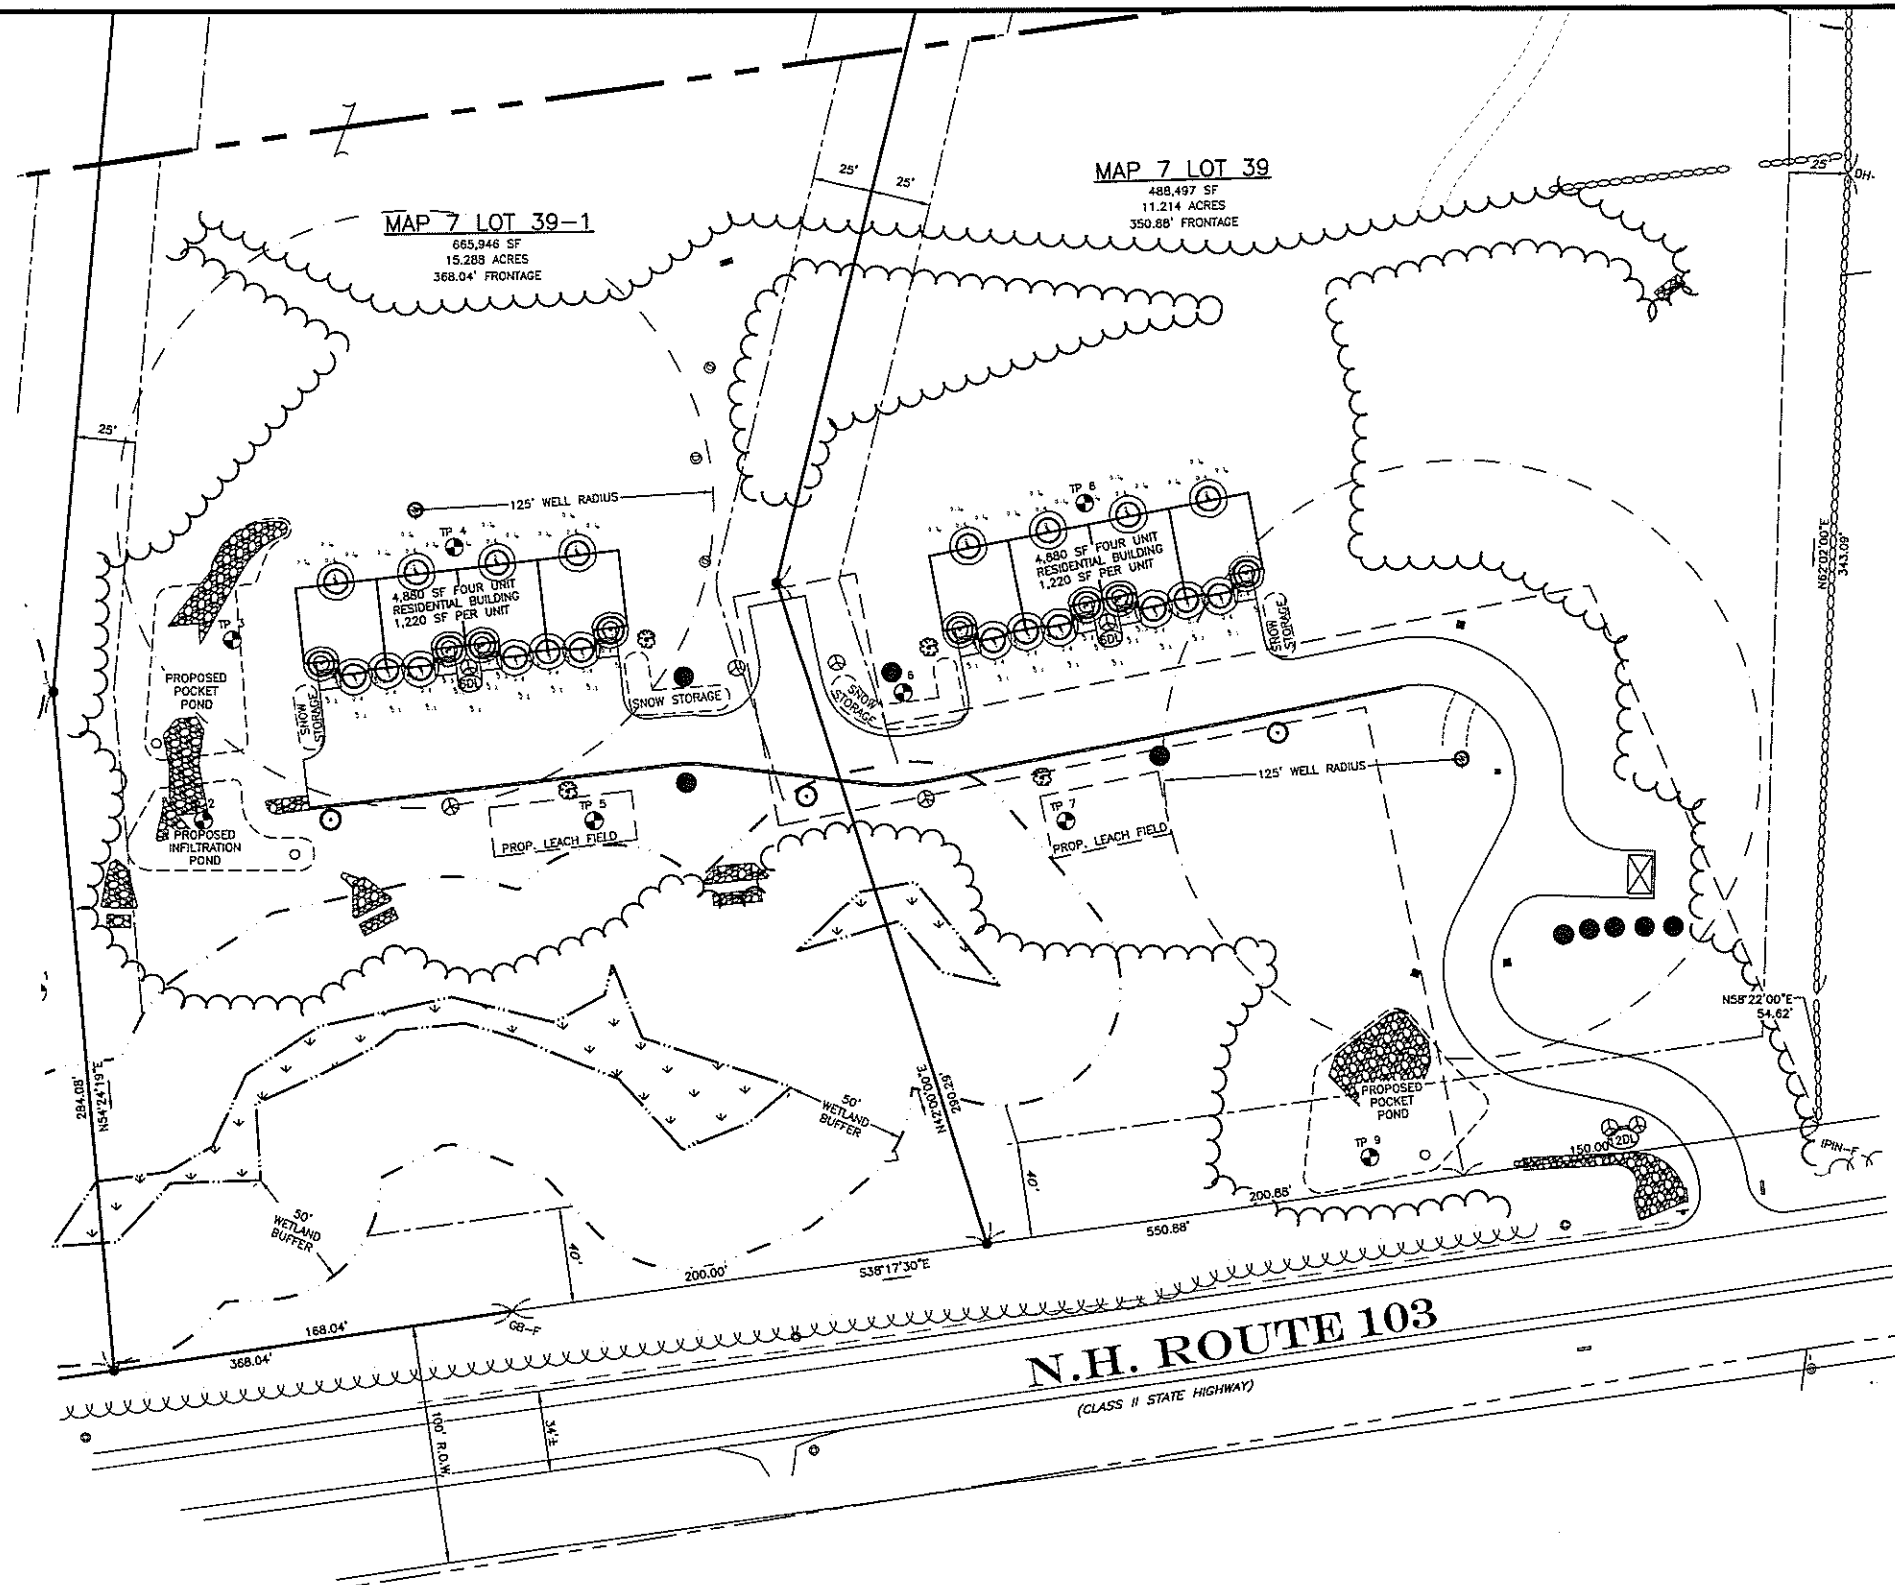 MAP 7 LOT 39
488,497 SF
11.214 ACRES
350.88' FRONTAGE
MAP 7 LOT 39-1
665,946 SF
15.288 ACRES
368.04' FRONTAGE
25'
25'
25'
DH-
25'
125' WELL RADIUS
TP 4
4,880 SF FOUR UNIT
RESIDENTIAL BUILDING
1,220 SF PER UNIT
TP 3
PROPOSED
POCKET
POND
SNOW
STORAGE
6DL
SNOW STORAGE
TP 8
4,880 SF FOUR UNIT
RESIDENTIAL BUILDING
1,220 SF PER UNIT
6DL
SNOW
STORAGE
SNOW
STORAGE
6
N62°02'00"E
343.09'
2
PROPOSED
INFILTRATION
POND
TP 5
PROP. LEACH FIELD
TP 7
PROP. LEACH FIELD
125' WELL RADIUS
N58°22'00"E
54.62'
284.08'
N54°24'19"E
50'
WETLAND
BUFFER
N42°00'00"E
290.29'
PROPOSED
POCKET
POND
TP 9
150.00'
12DL
IPIN-F
50'
WETLAND
BUFFER
40'
40'
200.88'
550.88'
200.00'
S38°17'30"E
GB-F
168.04'
368.04'
N.H. ROUTE 103
(CLASS II STATE HIGHWAY)
100' R.O.W.
34'±